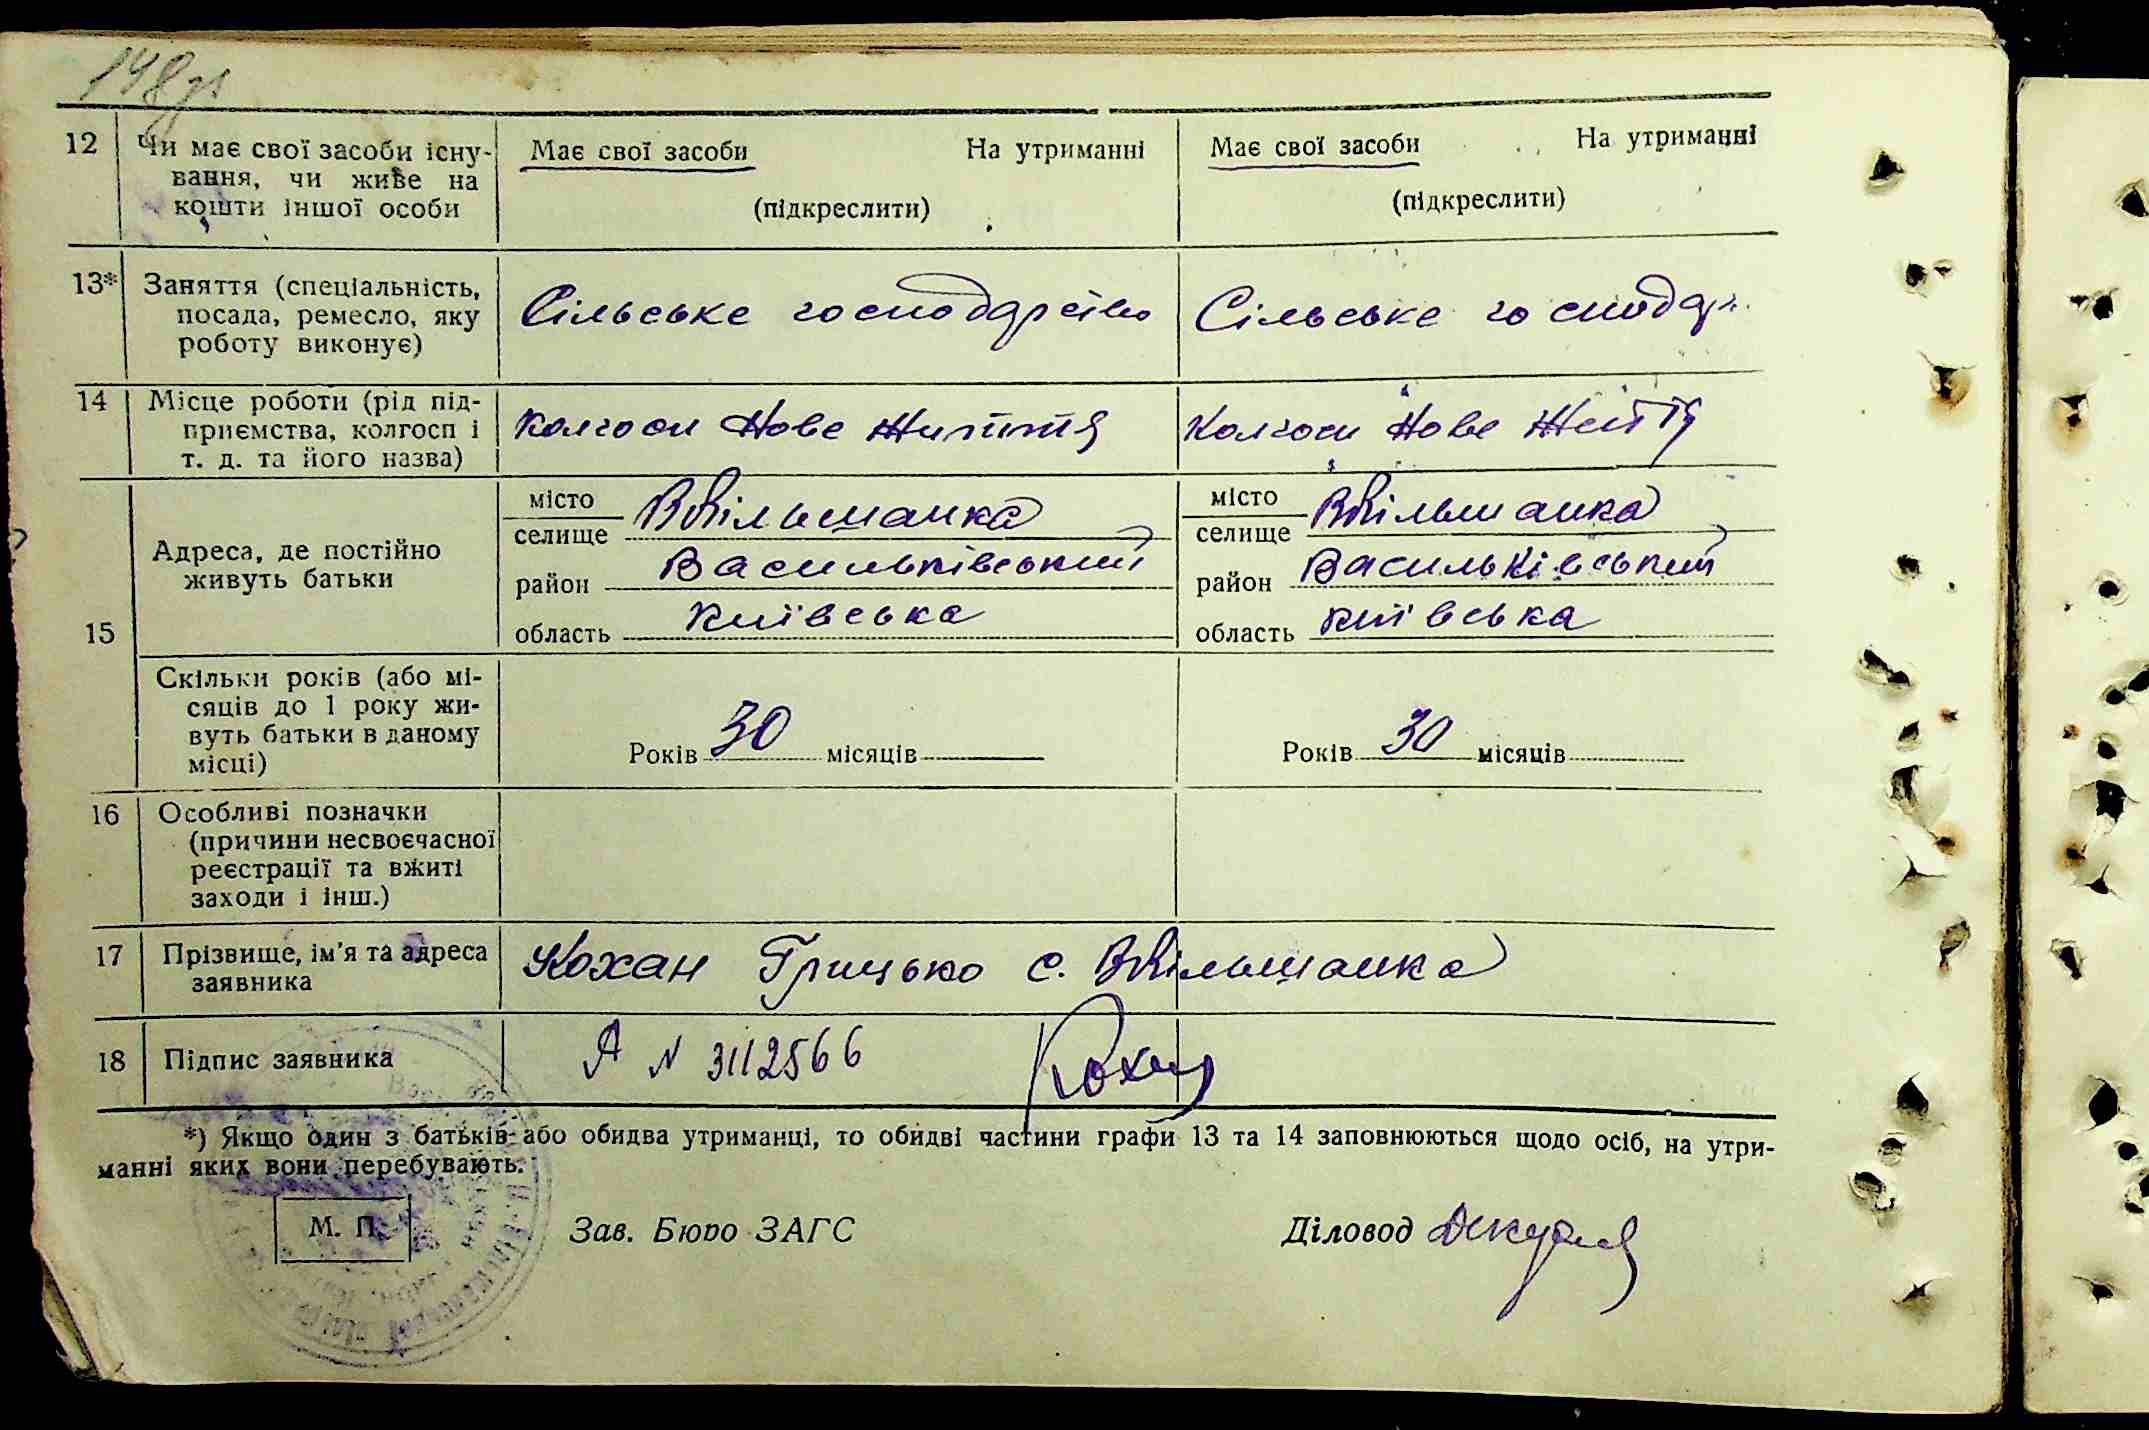 148
12 Чи має свої засоби існу- Має свої засоби На утриманні Має свої засоби На утриманні
вання, чи живе на
кошти іншої особи (підкреслити) (підкреслити)
13* Заняття (спеціальність,
посада, ремесло, яку Сільське господарство Сільське господар.
роботу виконує)
14 Місце роботи (рід під-
приємства, колгосп і Колгосп Нове Життя Колгосп Нове Життя
т. д. та його назва)
15 Адреса, де постійно
живуть батьки
місто Ввільшанка місто Ввільшанка
селище селище
район Васильківський район Васильківський
область київська область київська
Скільки років (або мі-
сяців до 1 року жи-
вуть батьки в даному Років 30 місяців Років 30 місяців
місці)
16 Особливі позначки
(причини несвоєчасної
реєстрації та вжиті
заходи і інш.)
17 Прізвище, ім'я та адреса Кохан Грицько с. Ввільшанка
заявника
18 Підпис заявника А N 3112566 Кохан
*) Якщо один з батьків або обидва утриманці, то обидві частини графи 13 та 14 заповнюються щодо осіб, на утри-
манні яких вони перебувають.
М. П. Зав. Бюро ЗАГС Діловод